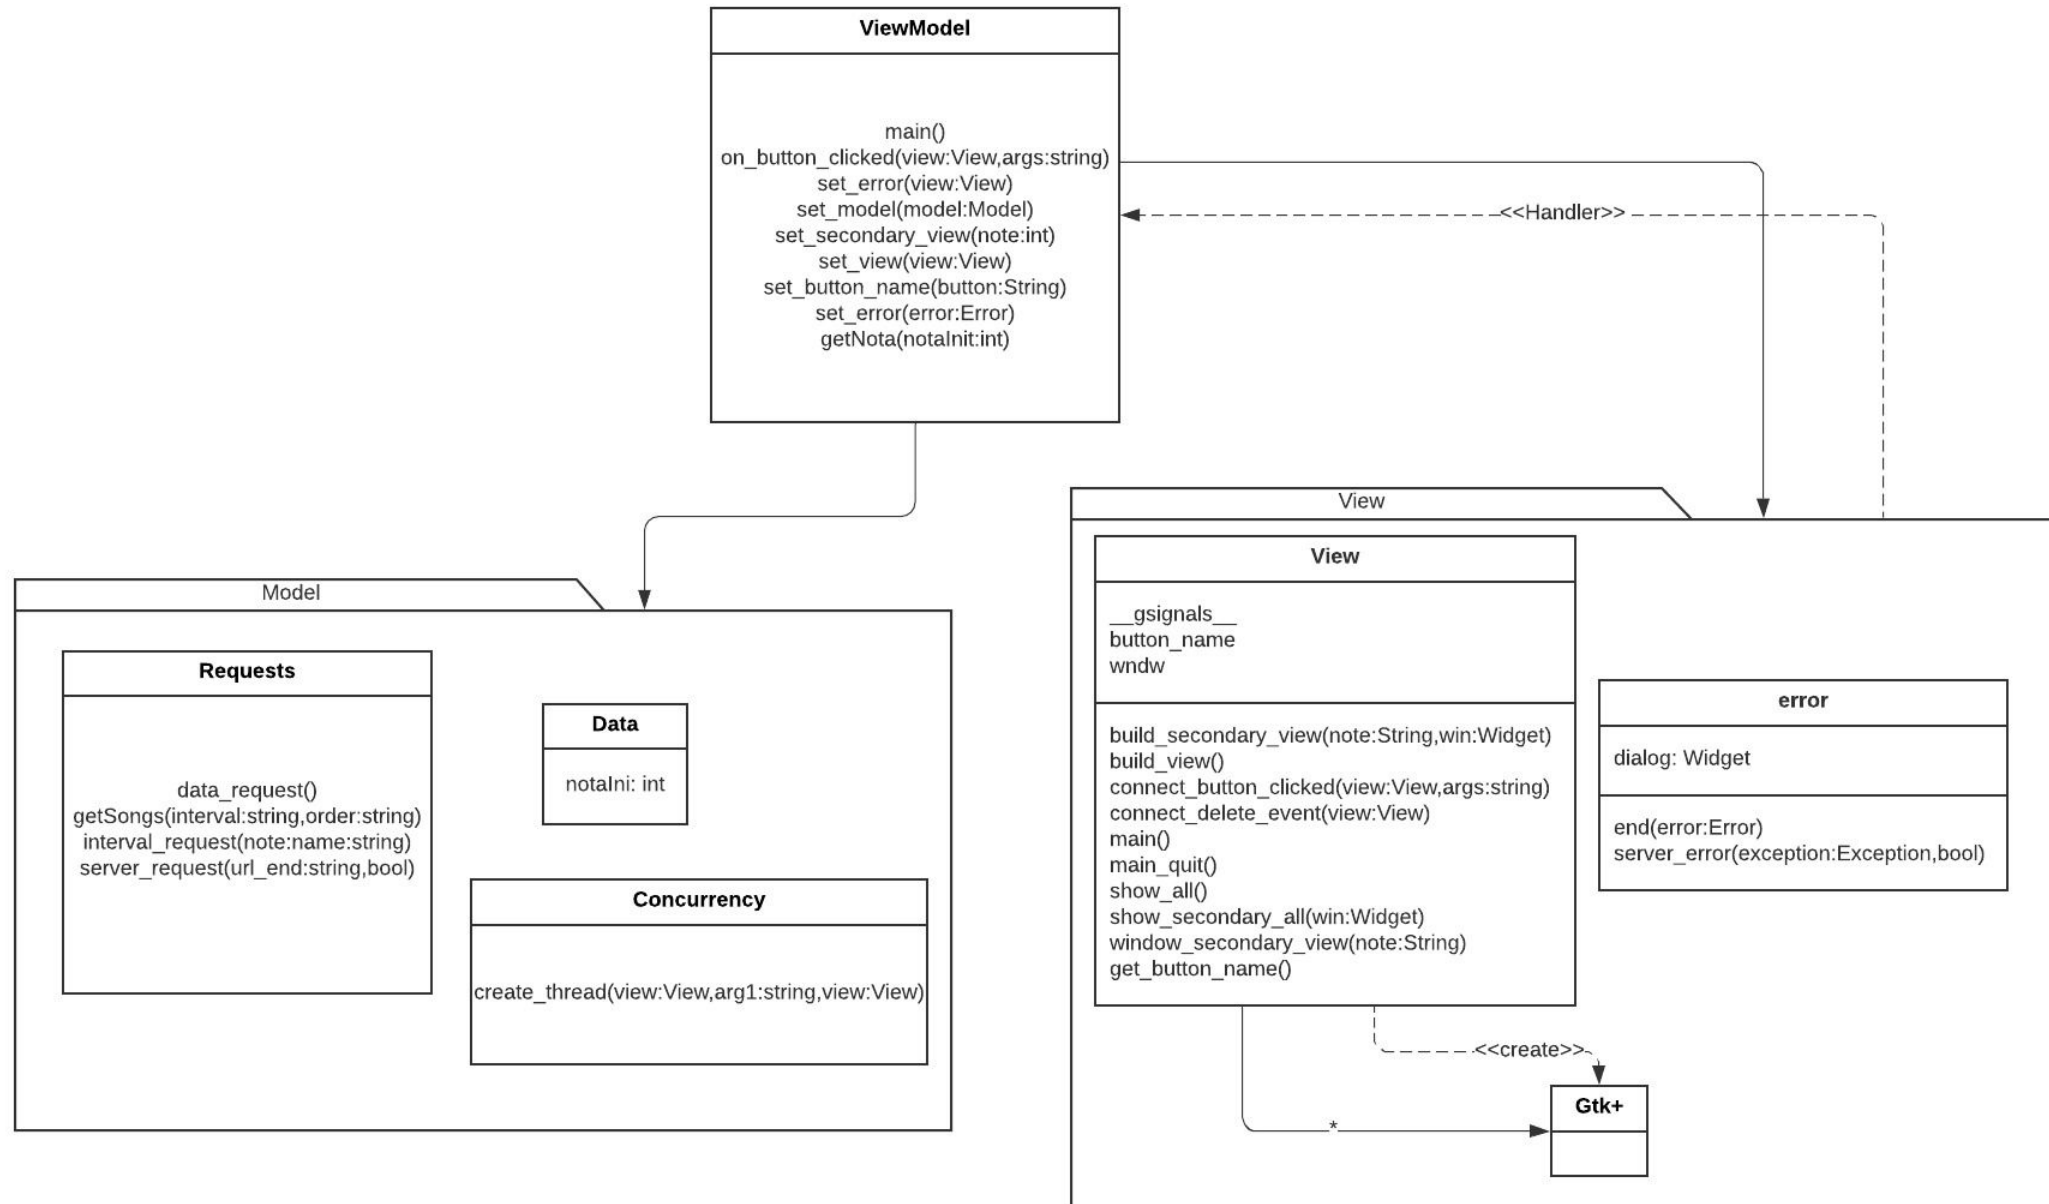 ViewModel
main()
on_button_clicked(view:View,args:string)
set_error(view:View)
set_model(model:Model)
set_secondary_view(note:int)
set_view(view:View)
set_button_name(button:String)
set_error(error:Error)
getNota(notaInit:int)
<<Handler>>
Model
Requests
data_request()
getSongs(interval:string,order:string)
interval_request(note:name:string)
server_request(url_end:string,bool)
Data
notaIni: int
Concurrency
create_thread(view:View,arg1:string,view:View)
View
View
__gsignals__
button_name
wndw
build_secondary_view(note:String,win:Widget)
build_view()
connect_button_clicked(view:View,args:string)
connect_delete_event(view:View)
main()
main_quit()
show_all()
show_secondary_all(win:Widget)
window_secondary_view(note:String)
get_button_name()
error
dialog: Widget
end(error:Error)
server_error(exception:Exception,bool)
<<create>>
Gtk+
*